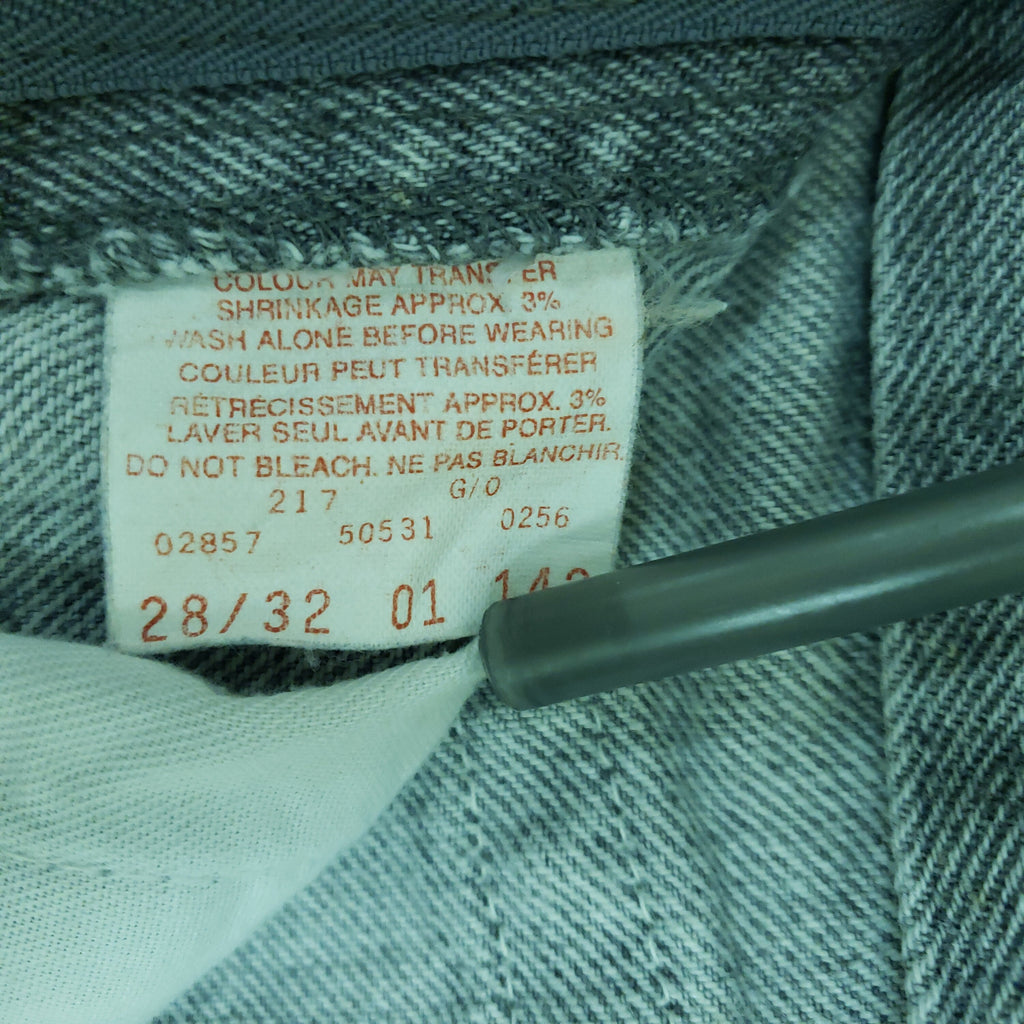 COLOUR MAY TRANSFER
SHRINKAGE APPROX. 3%
WASH ALONE BEFORE WEARING
COULEUR PEUT TRANSFÉRER
RÉTRÉCISSEMENT APPROX. 3%
LAVER SEUL AVANT DE PORTER.
DO NOT BLEACH. NE PAS BLANCHIR.
217 G/0
02857 50531 0256
28/32 01